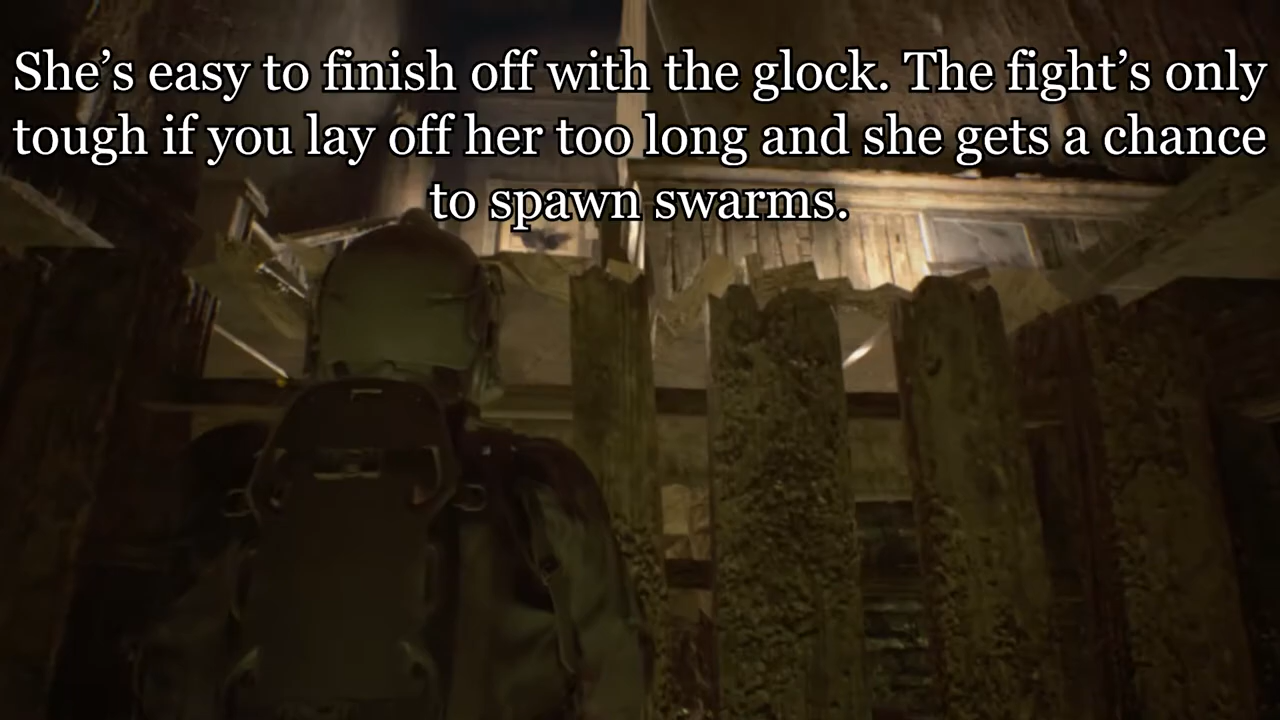 She’s easy to finish off with the glock. The fight’s only
tough if you lay off her too long and she gets a chance
to spawn swarms.